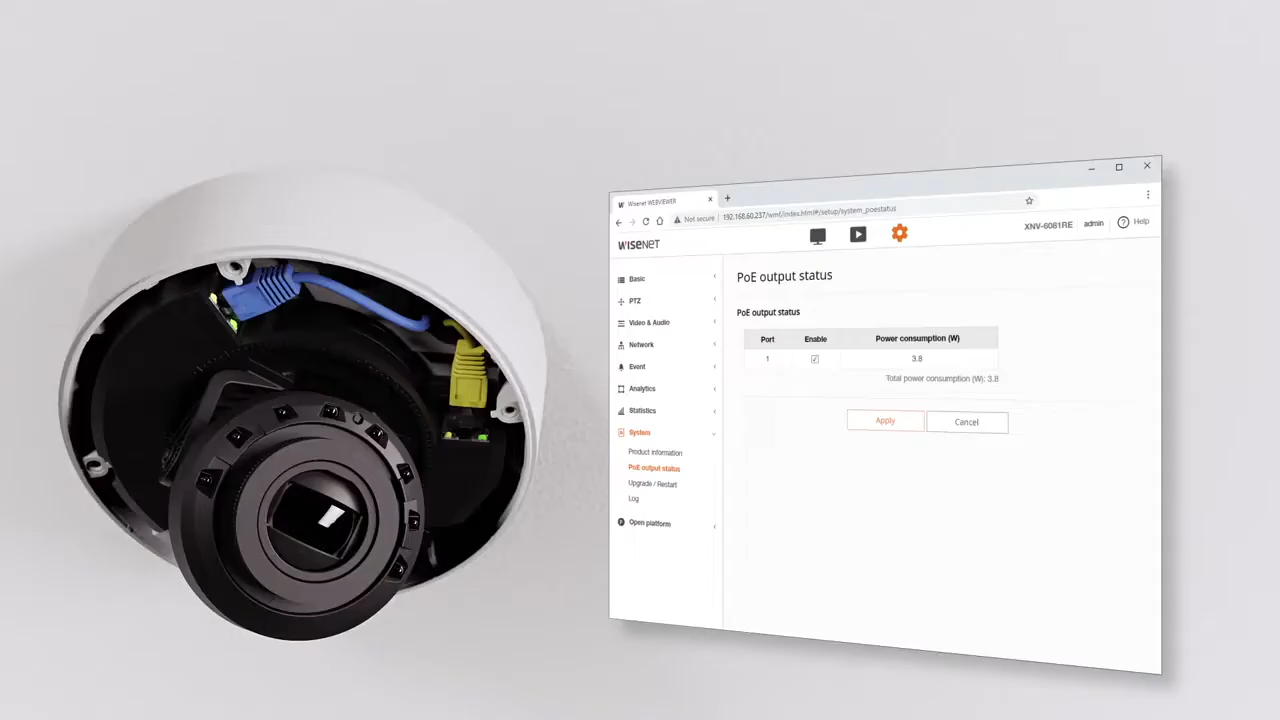 Wisenet WEBVIEWER
Not secure | 192.168.60.237/wmf/index.html#/setup/system_poestatus
WISENET
XNV-6081RE admin ? Help
Basic
PTZ
Video & Audio
Network
Event
Analytics
Statistics
System
Product information
PoE output status
Upgrade / Restart
Log
Open platform
PoE output status
PoE output status
Port Enable Power consumption (W)
1 3.8
Total power consumption (W): 3.8
Apply Cancel